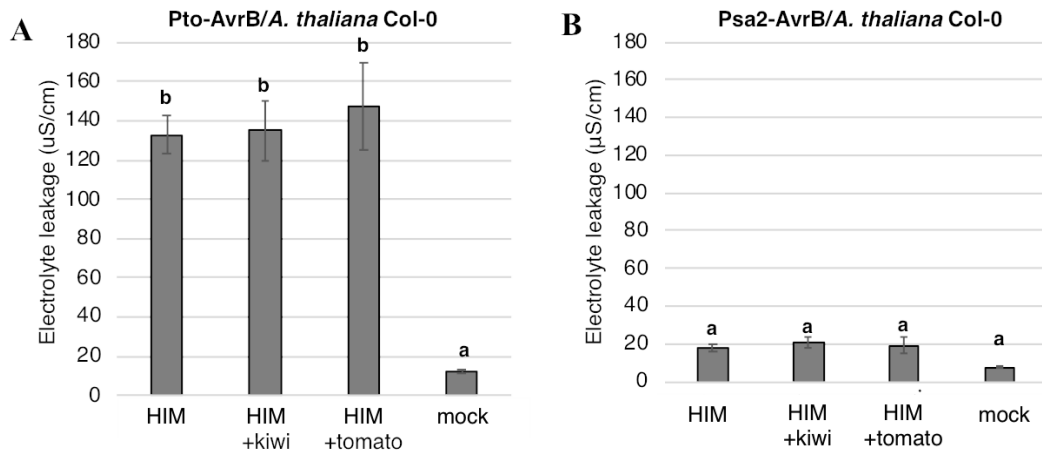 A
Pto-AvrB/A. thaliana Col-0
Electrolyte leakage (uS/cm)
180
160
140
120
100
80
60
40
20
0
b
b
b
a
HIM
HIM
+kiwi
HIM
+tomato
mock
B
Psa2-AvrB/A. thaliana Col-0
Electrolyte leakage (µS/cm)
180
160
140
120
100
80
60
40
20
0
a
a
a
a
HIM
HIM
+kiwi
HIM
+tomato
mock